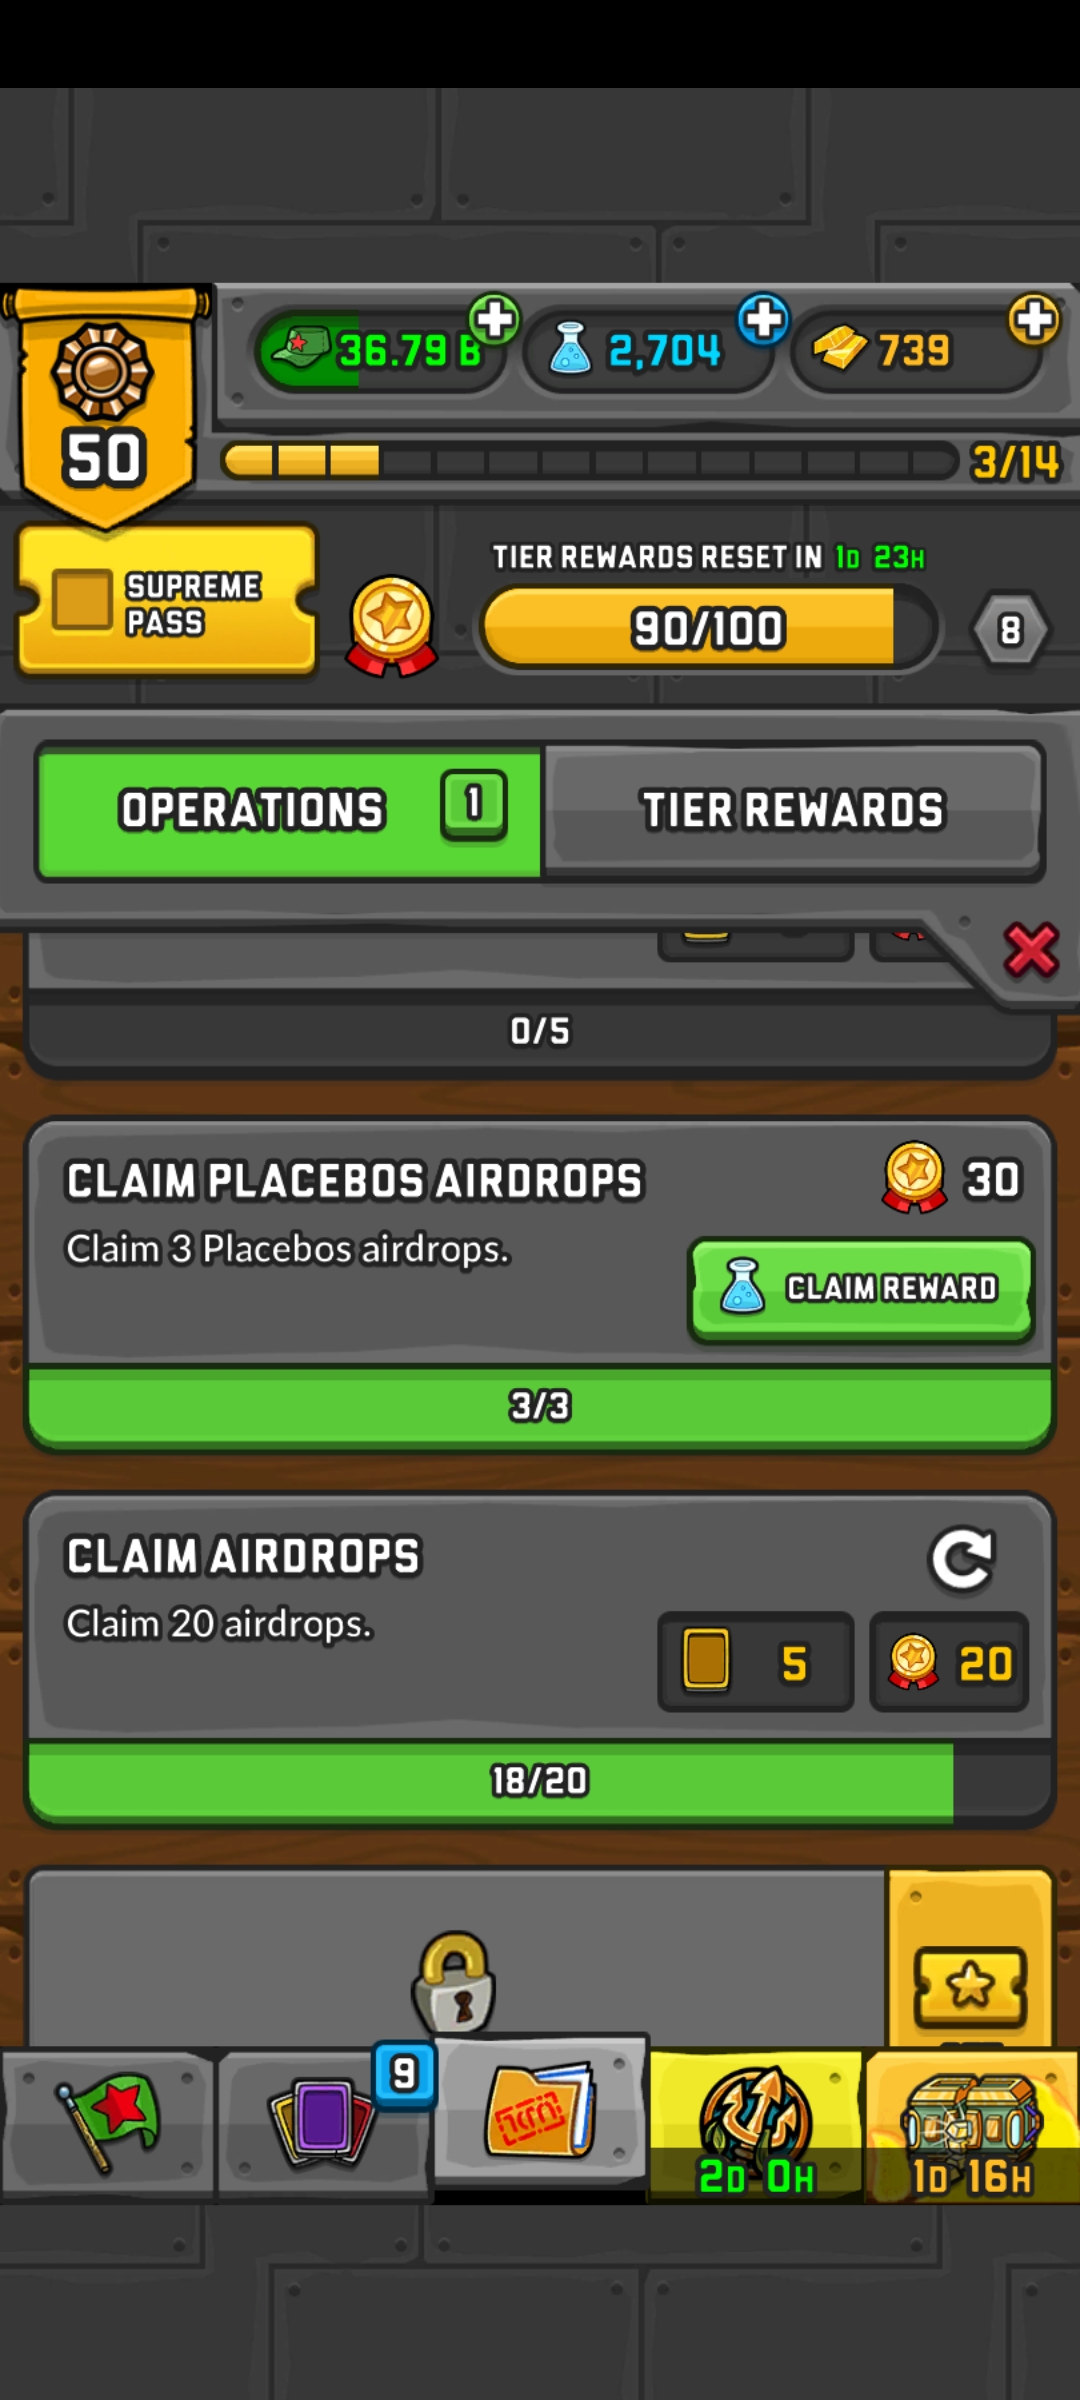 36.79 B
2,704
739
50
3/14
SUPREME
PASS
TIER REWARDS RESET IN 1D 23H
90/100
8
OPERATIONS
1
TIER REWARDS
0/5
CLAIM PLACEBOS AIRDROPS
30
Claim 3 Placebos airdrops.
CLAIM REWARD
3/3
CLAIM AIRDROPS
Claim 20 airdrops.
5
20
18/20
9
2D 0H
1D 16H